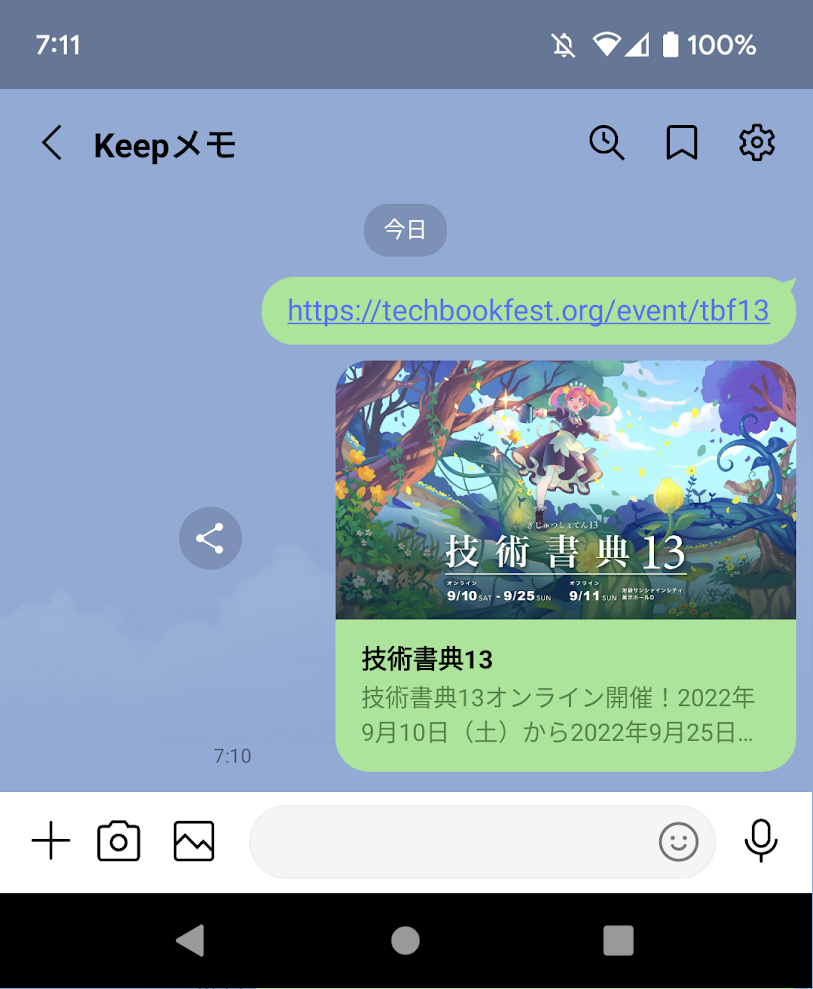 7:11
100%
Keepメモ
今日
https://techbookfest.org/event/tbf13
ぎじゅつしょてん13
技術書典13
オンライン
オフライン
9/10 SAT - 9/25 SUN
9/11 SUN
池袋サンシャインシティ
展示ホールD
技術書典13
技術書典13オンライン開催！2022年
9月10日（土）から2022年9月25日...
7:10